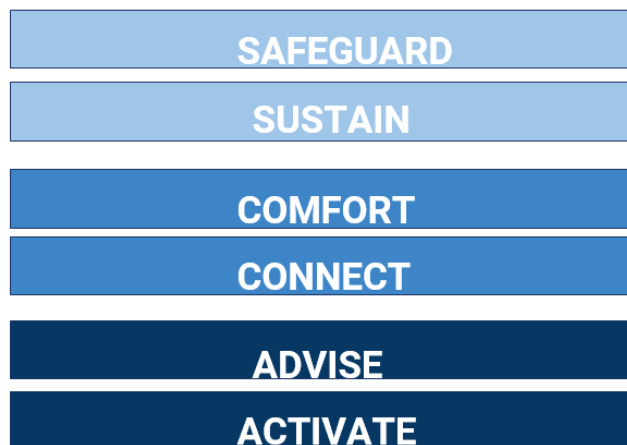 SAFEGUARD
SUSTAIN
COMFORT
CONNECT
ADVISE
ACTIVATE